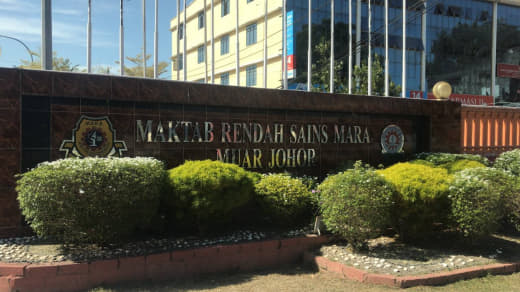 MAKTAB RENDAH SAINS MARA
MUAR JOHOR